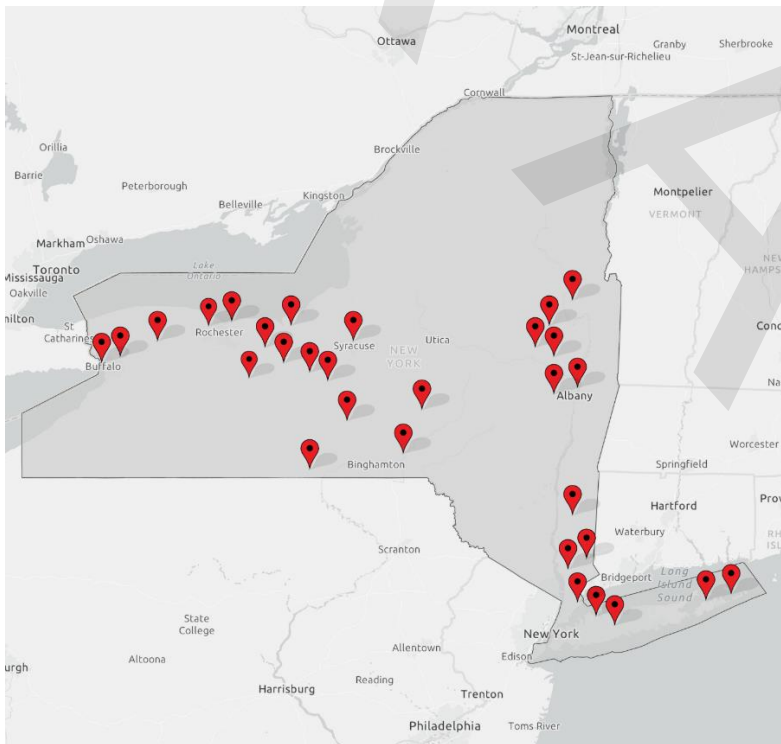 Montreal
Ottawa
Granby
Sherbrooke
St-Jean-sur-Richelieu
Cornwall
Orillia
Brockville
Barrie
Peterborough
Kingston
Belleville
Montpelier
VERMONT
Markham
Oshawa
Lake
Ontario
NEW
HAMPS
Toronto
Mississauga
Oakville
milton
St
Catharines
Rochester
Syracuse
Utica
NEW
YORK
Conc
Buffalo
Albany
Na
Worcester
Binghamton
Springfield
Hartford
Prov
RH
ISL
Waterbury
Scranton
Bridgeport
Long
Island
Sound
State
College
New York
Allentown
Edison
Altoona
urgh
Reading
Harrisburg
Trenton
Toms River
Philadelphia